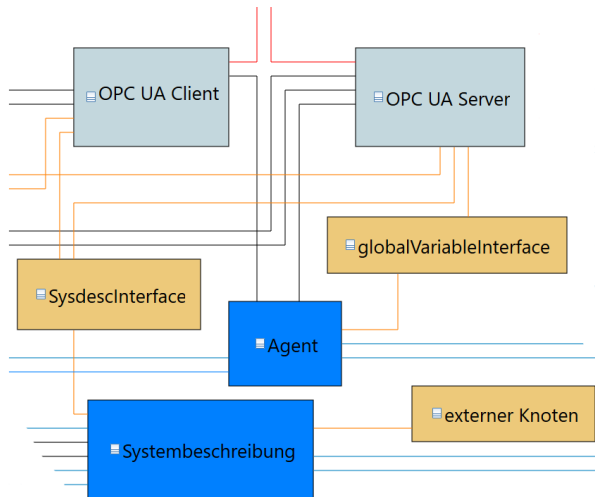 OPC UA Client
OPC UA Server
globalVariableInterface
SysdescInterface
Agent
externer Knoten
Systembeschreibung